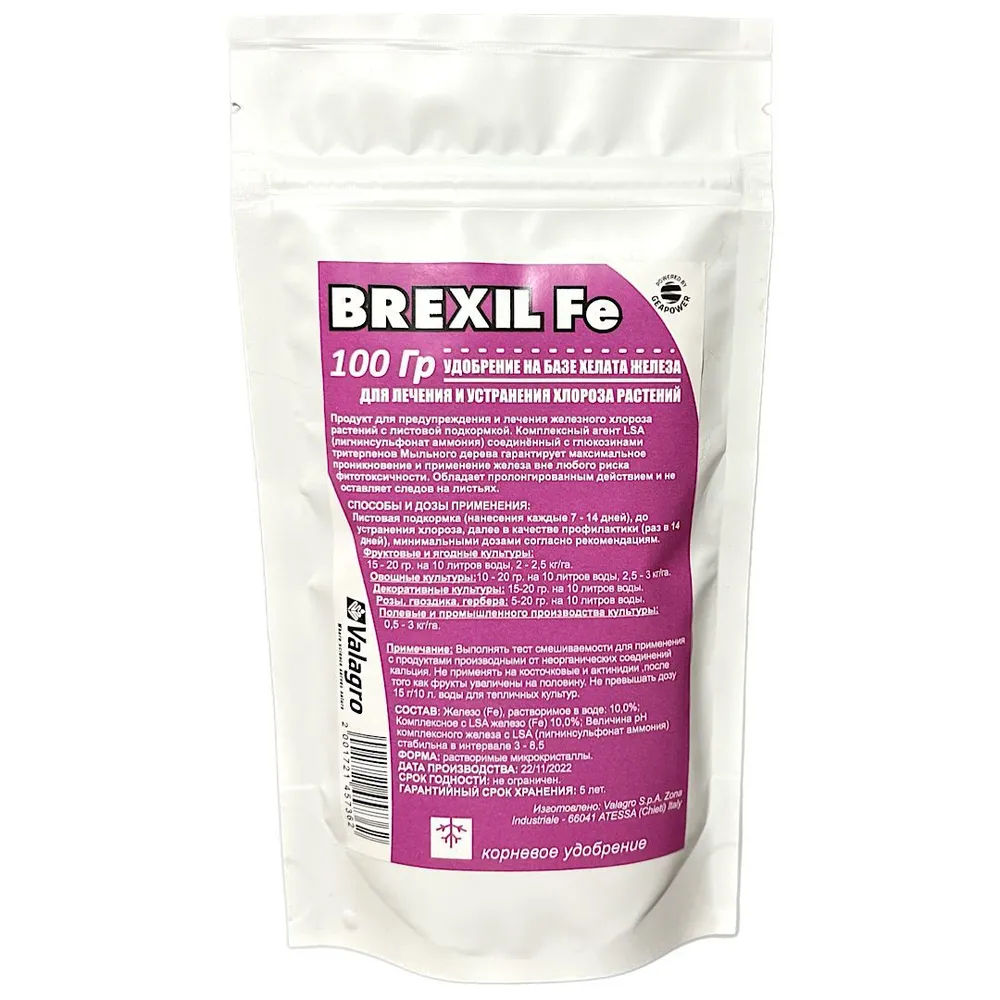 POWERED BY
GEAPOWER
BREXIL Fe
100 Гр УДОБРЕНИЕ НА БАЗЕ ХЕЛАТА ЖЕЛЕЗА
ДЛЯ ЛЕЧЕНИЯ И УСТРАНЕНИЯ ХЛОРОЗА РАСТЕНИЙ
Продукт для предупреждения и лечения железного хлороза
растений с листовой подкормкой. Комплексный агент LSA
(лигнинсульфонат аммония) соединённый с глюкозинами
тритерпенов Мыльного дерева гарантирует максимальное
проникновение и применение железа вне любого риска
фитотоксичности. Обладает пролонгированным действием и не
оставляет следов на листьях.
СПОСОБЫ И ДОЗЫ ПРИМЕНЕНИЯ:
Листовая подкормка (нанесения каждые 7 - 14 дней), до
устранения хлороза, далее в качестве профилактики (раз в 14
дней), минимальными дозами согласно рекомендациям.
Фруктовые и ягодные культуры:
15 - 20 гр. на 10 литров воды, 2 - 2,5 кг/га.
Овощные культуры:10 - 20 гр. на 10 литров воды, 2,5 - 3 кг/га.
Декоративные культуры: 15-20 гр. на 10 литров воды.
Розы, гвоздика, гербера: 5-20 гр. на 10 литров воды.
Полевые и промышленного производства культуры:
0,5 - 3 кг/га.
Примечание: Выполнять тест смешиваемости для применения
с продуктами производными от неорганических соединений
кальция. Не применять на косточковые и актинидии ,после
того как фрукты увеличены на половину. Не превышать дозу
15 г/10 л. воды для тепличных культур.
СОСТАВ: Железо (Fe), растворимое в воде: 10,0%;
Комплексное с LSA железо (Fe) 10,0%; Величина pH
комплексного железа с LSA (лигнинсульфонат аммония)
стабильна в интервале 3 - 8,5
ФОРМА: растворимые микрокристаллы.
ДАТА ПРОИЗВОДСТВА: 22/11/2022
СРОК ГОДНОСТИ: не ограничен.
ГАРАНТИЙНЫЙ СРОК ХРАНЕНИЯ: 5 лет.
Изготовлено: Valagro S.p.A. Zona
Industriale - 66041 ATESSA (Chieti) Italy
корневое удобрение
Valagro
Where science serves nature
2 001721 457362